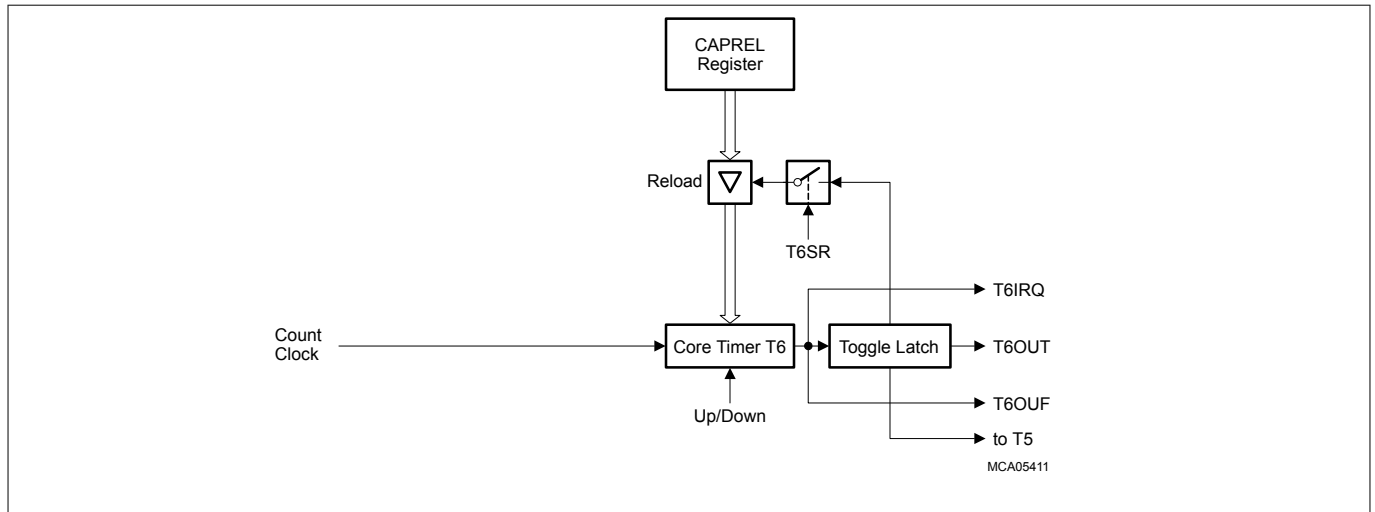 CAPREL
Register
Reload
T6SR
T6IRQ
Count
Clock
Core Timer T6
Toggle Latch
T6OUT
Up/Down
T6OUF
to T5
MCA05411